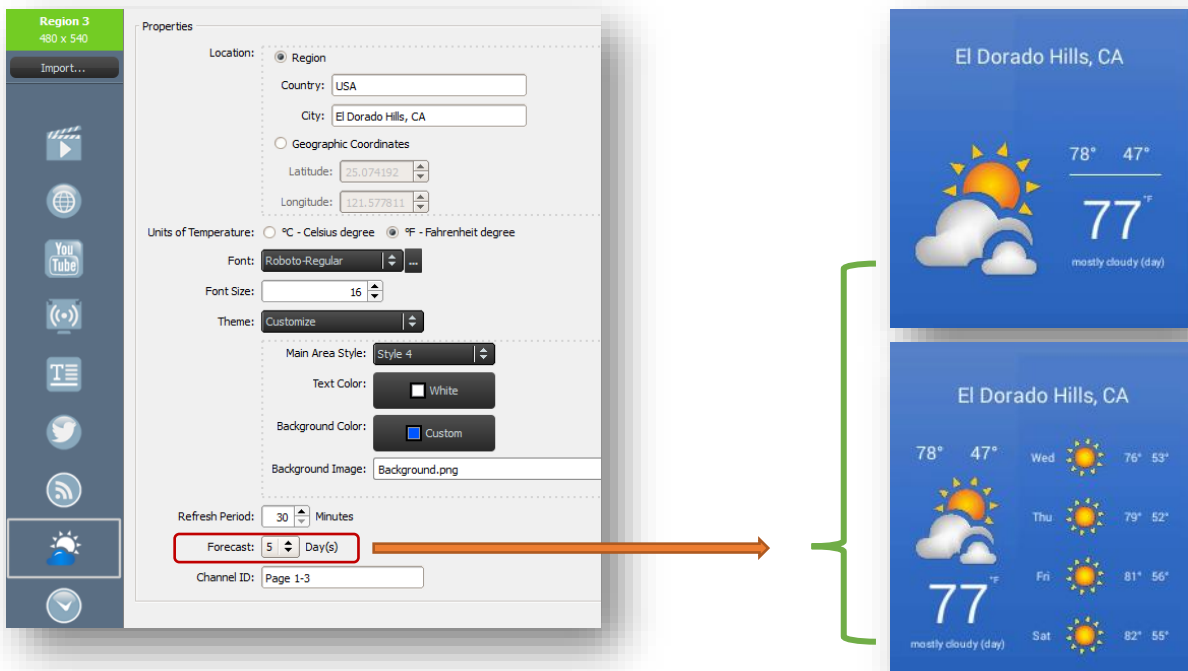 Region 3
480 x 540
Import...
You
Tube
T
Properties
Location:
Region
Country: USA
City: El Dorado Hills, CA
Geographic Coordinates
Latitude: 25.074192
Longitude: 121.577811
Units of Temperature: ºC - Celsius degree ºF - Fahrenheit degree
Font: Roboto-Regular ...
Font Size: 16
Theme: Customize
Main Area Style: Style 4
Text Color: White
Background Color: Custom
Background Image: Background.png
Refresh Period: 30 Minutes
Forecast: 5 Day(s)
Channel ID: Page 1-3
El Dorado Hills, CA
78° 47°
77°F
mostly cloudy (day)
El Dorado Hills, CA
78° 47°
77°F
mostly cloudy (day)
Wed 76° 53°
Thu 79° 52°
Fri 81° 56°
Sat 82° 55°